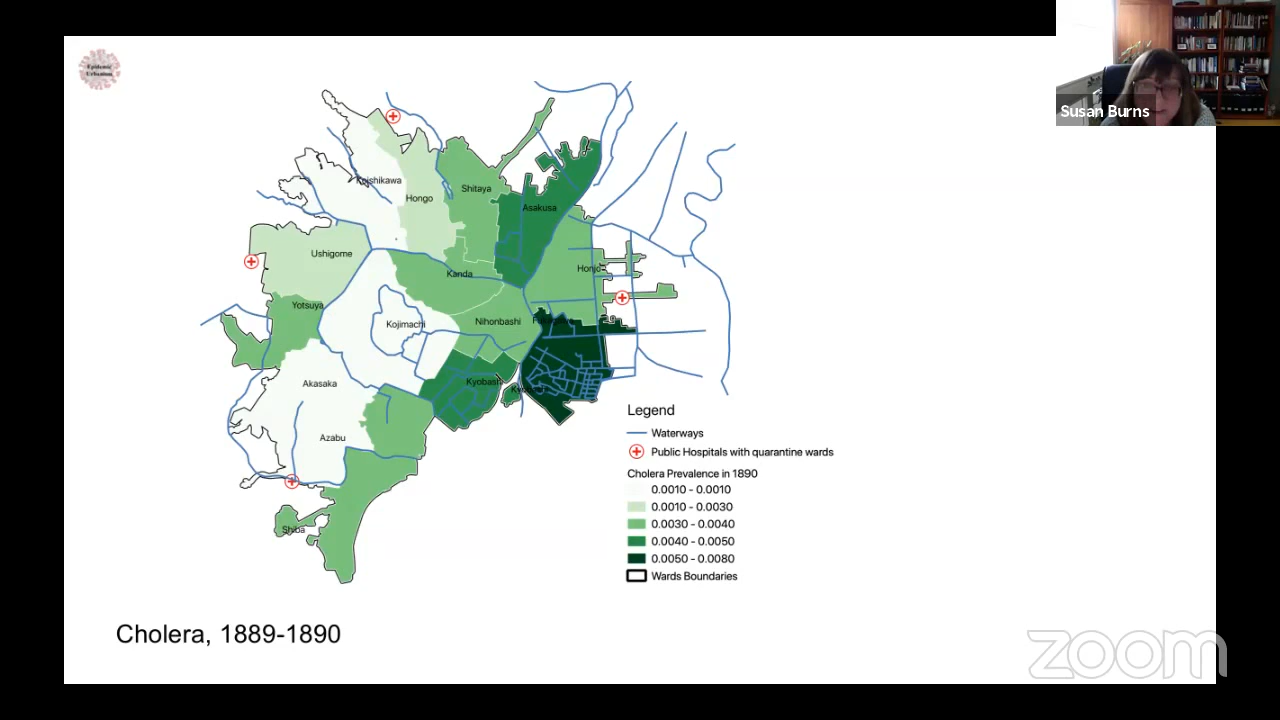 Epidemic
Urbanism
Susan Burns
Koishikawa
Hongo
Shitaya
Asakusa
Ushigome
Kanda
Honjo
Yotsuya
Kojimachi
Nihonbashi
Akasaka
Kyobashi
Azabu
Shiba
Legend
Waterways
Public Hospitals with quarantine wards
Cholera Prevalence in 1890
0.0010 - 0.0010
0.0010 - 0.0030
0.0030 - 0.0040
0.0040 - 0.0050
0.0050 - 0.0080
Wards Boundaries
Cholera, 1889-1890
zoom